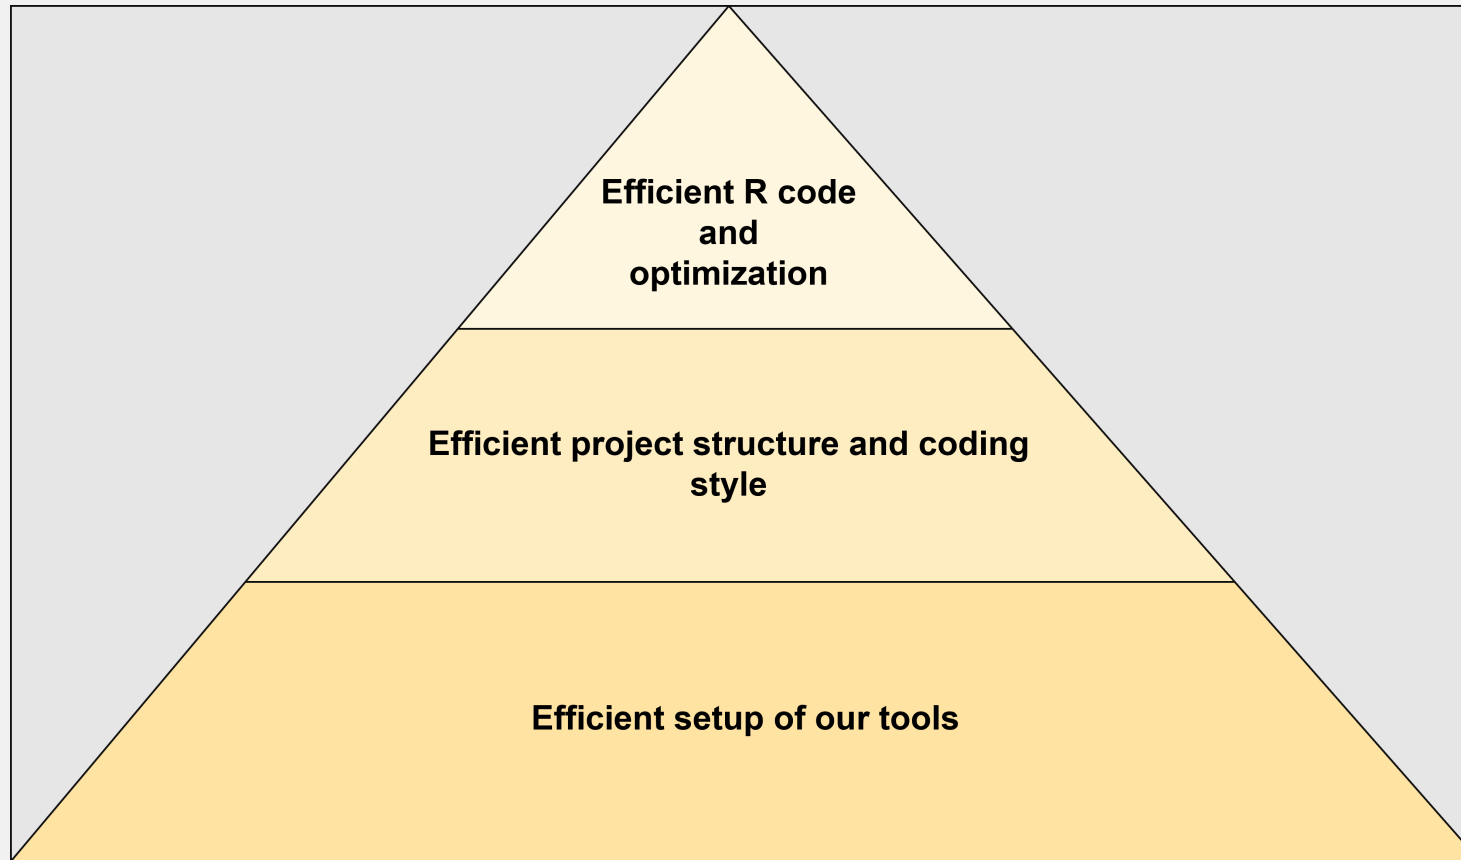 Efficient R code
and
optimization
Efficient project structure and coding
style
Efficient setup of our tools